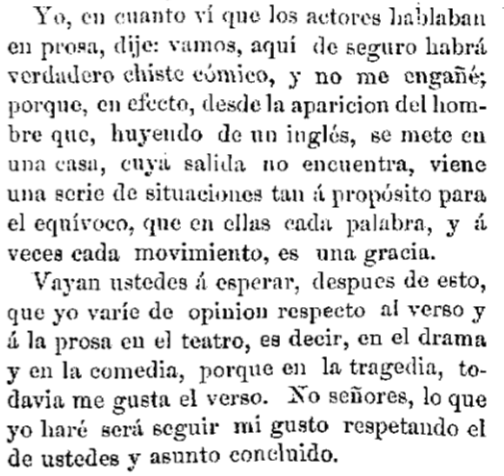 Yo, en cuanto ví que los actores hablaban
en prosa, dije: vamos, aquí de seguro habrá
verdadero chiste cómico, y no me engañé;
porque, en efecto, desde la aparicion del hom-
bre que, huyendo de un inglés, se mete en
una casa, cuya salida no encuentra, viene
una serie de situaciones tan á propósito para
el equívoco, que en ellas cada palabra, y á
veces cada movimiento, es una gracia.
Vayan ustedes á esperar, despues de esto,
que yo varíe de opinion respecto al verso y
á la prosa en el teatro, es decir, en el drama
y en la comedia, porque en la tragedia, to-
davia me gusta el verso. No señores, lo que
yo haré será seguir mi gusto respetando el
de ustedes y asunto concluido.